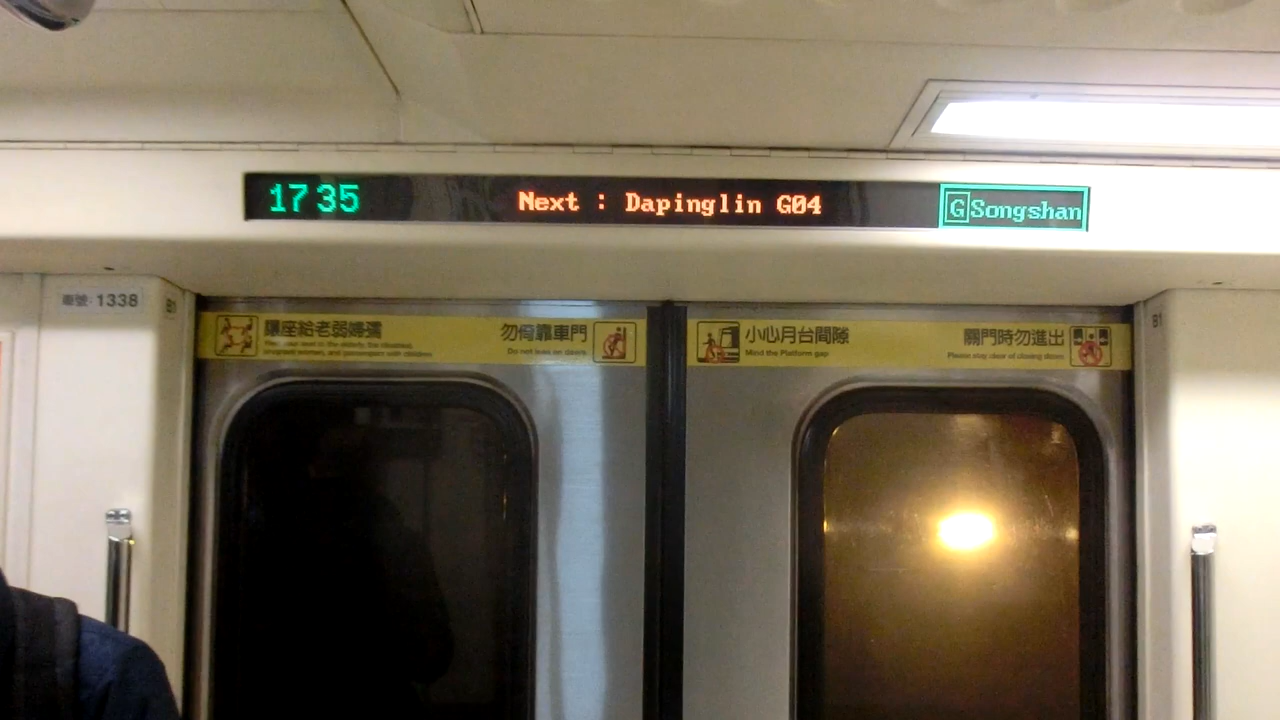 17 35 Next : Dapinglin G04 G Songshan
車號: 1338
B1
讓座給老弱婦孺
勿倚靠車門
Do not lean on doors.
小心月台間隙
Mind the Platform gap
關門時勿進出
Please stay clear of closing doors
B1